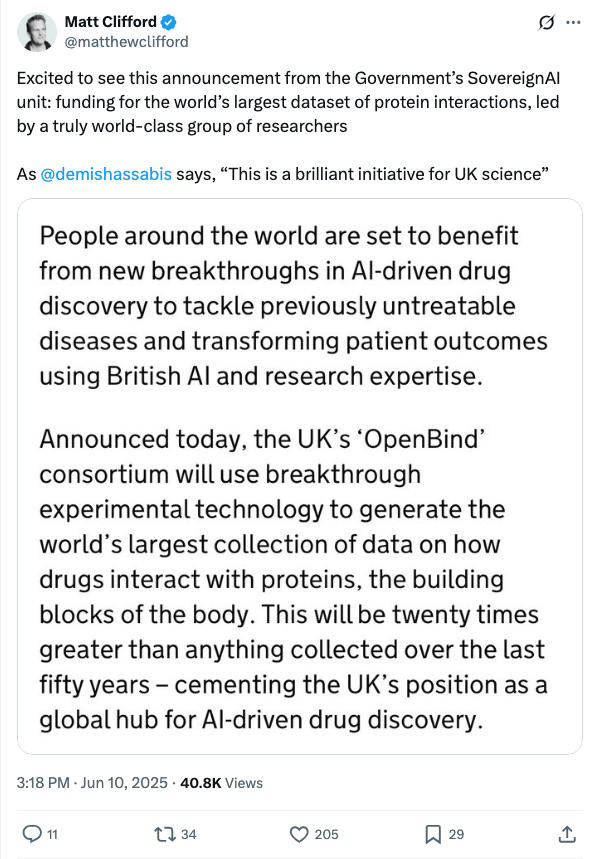 Matt Clifford
@matthewclifford
Excited to see this announcement from the Government’s SovereignAI
unit: funding for the world’s largest dataset of protein interactions, led
by a truly world-class group of researchers
As @demishassabis says, “This is a brilliant initiative for UK science”
People around the world are set to benefit
from new breakthroughs in AI-driven drug
discovery to tackle previously untreatable
diseases and transforming patient outcomes
using British AI and research expertise.
Announced today, the UK’s ‘OpenBind’
consortium will use breakthrough
experimental technology to generate the
world’s largest collection of data on how
drugs interact with proteins, the building
blocks of the body. This will be twenty times
greater than anything collected over the last
fifty years – cementing the UK’s position as a
global hub for AI-driven drug discovery.
3:18 PM · Jun 10, 2025 · 40.8K Views
11 34 205 29